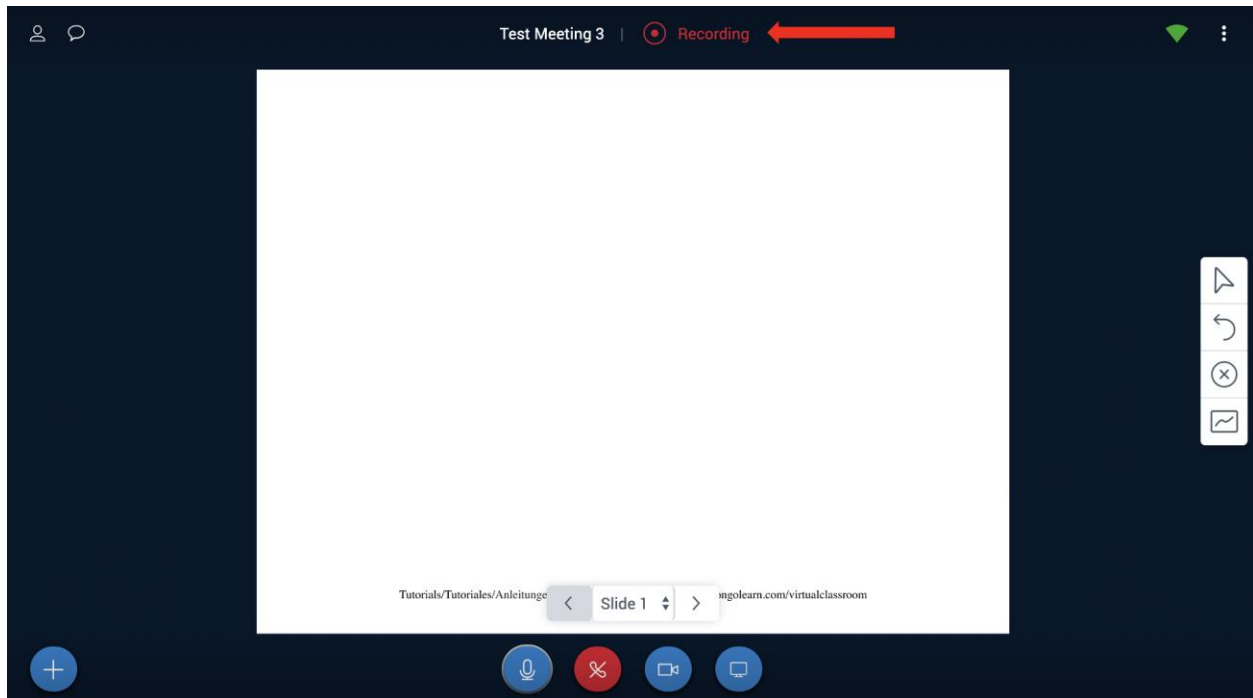 Test Meeting 3 | Recording
Tutorials/Tutoriales/Anleitunge ngolearn.com/virtualclassroom
Slide 1